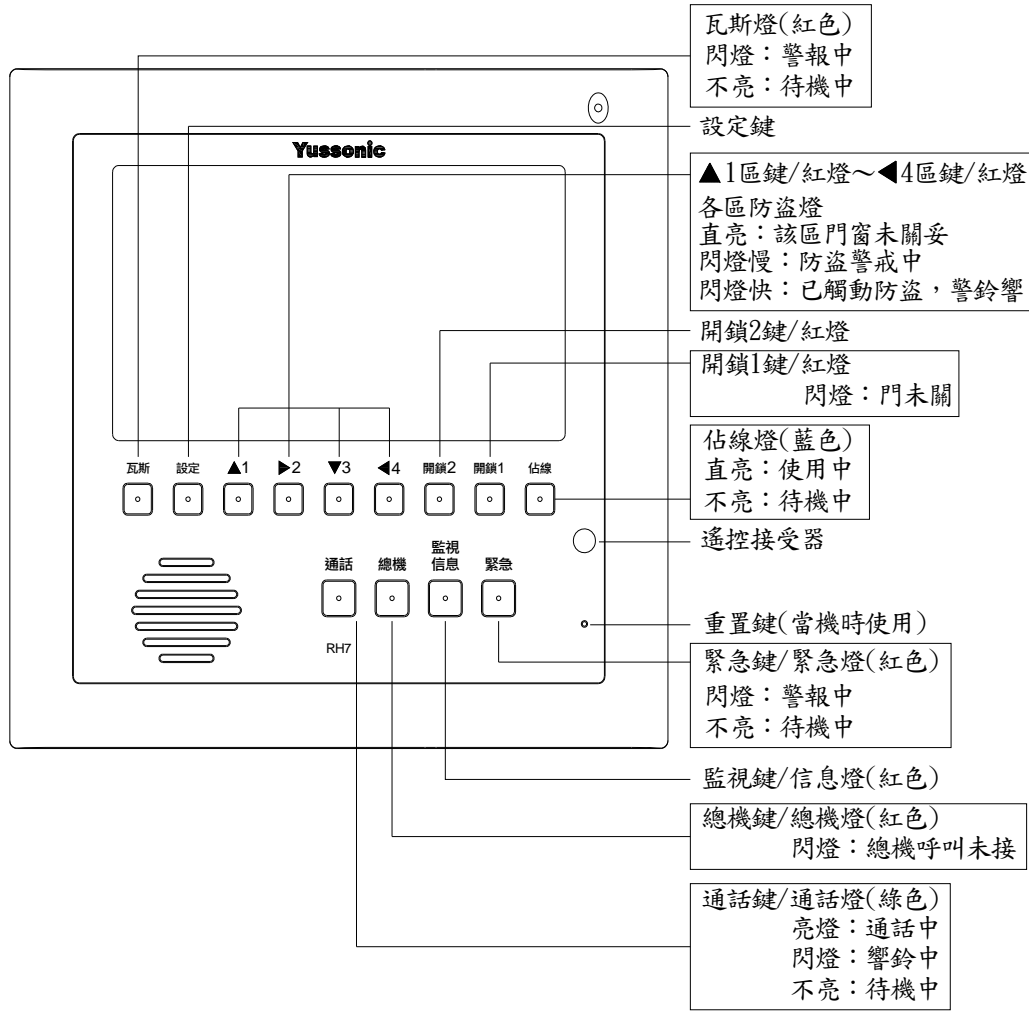 瓦斯燈(紅色)
閃燈：警報中
不亮：待機中
設定鍵
Yussonic
▲1區鍵/紅燈～◀4區鍵/紅燈
各區防盜燈
直亮：該區門窗未關妥
閃燈慢：防盜警戒中
閃燈快：已觸動防盜，警鈴響
開鎖2鍵/紅燈
開鎖1鍵/紅燈
閃燈：門未關
佔線燈(藍色)
直亮：使用中
不亮：待機中
瓦斯 設定 ▲1 ▶2 ▼3 ◀4 開鎖2 開鎖1 佔線
遙控接受器
通話 總機 監視信息 緊急
RH7
重置鍵(當機時使用)
緊急鍵/緊急燈(紅色)
閃燈：警報中
不亮：待機中
監視鍵/信息燈(紅色)
總機鍵/總機燈(紅色)
閃燈：總機呼叫未接
通話鍵/通話燈(綠色)
亮燈：通話中
閃燈：響鈴中
不亮：待機中